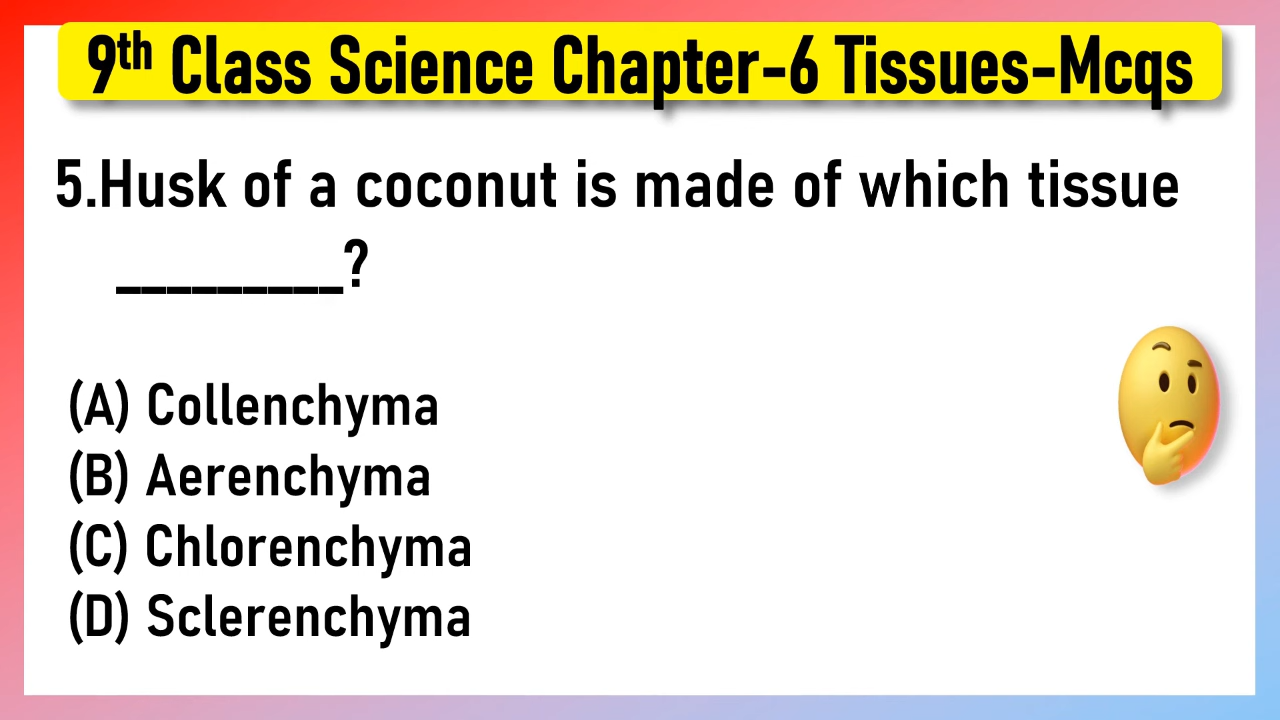 9th Class Science Chapter-6 Tissues-Mcqs
5.Husk of a coconut is made of which tissue
_________?
(A) Collenchyma
(B) Aerenchyma
(C) Chlorenchyma
(D) Sclerenchyma